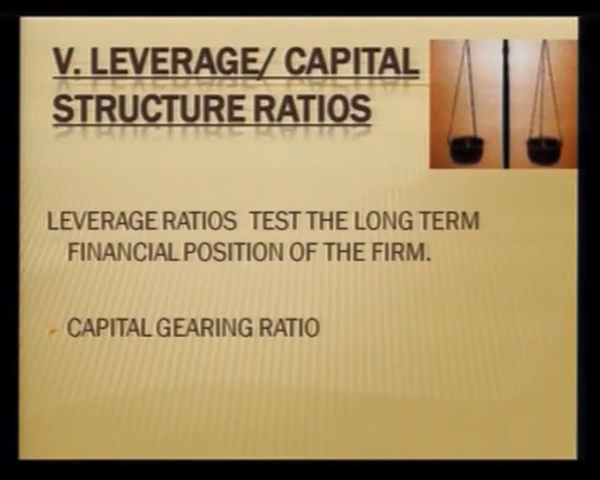 V. LEVERAGE/ CAPITAL
STRUCTURE RATIOS
LEVERAGE RATIOS TEST THE LONG TERM
FINANCIAL POSITION OF THE FIRM.
CAPITAL GEARING RATIO